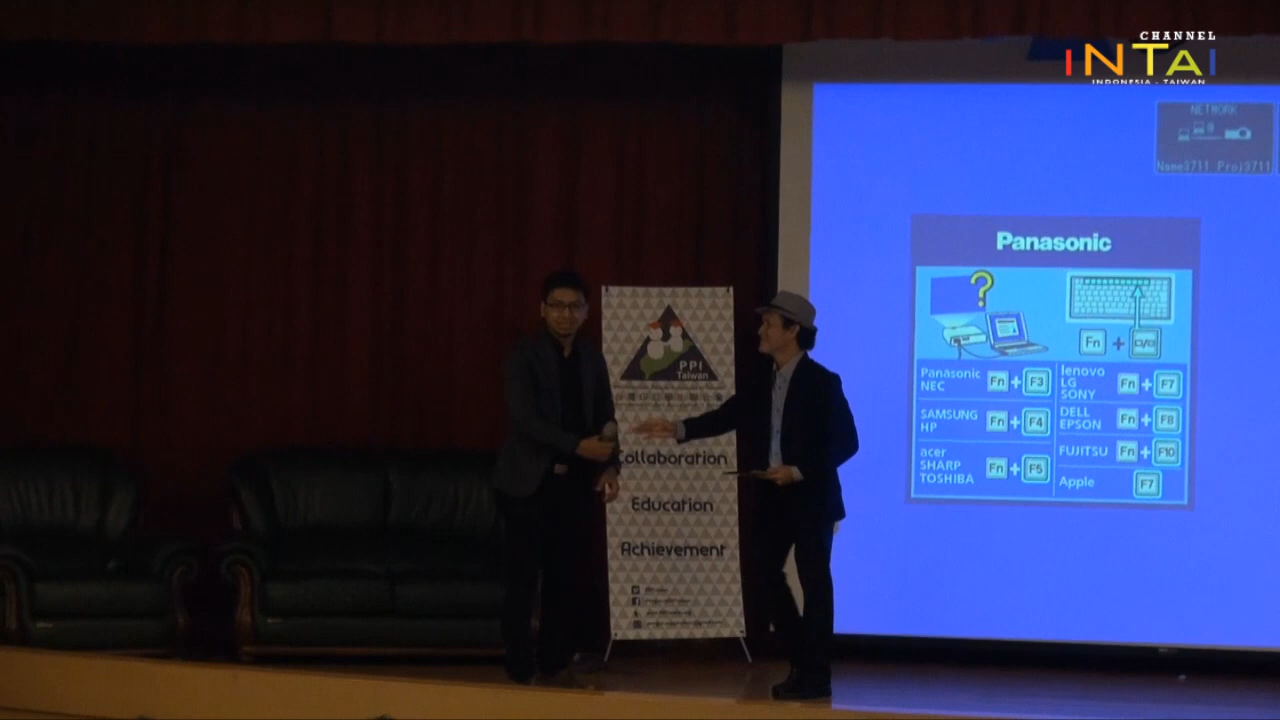 CHANNEL
INTAI
INDONESIA - TAIWAN
NETWORK
Name3711 Proj3711
Panasonic
?
Fn +
Panasonic
NEC
Fn + F3
lenovo
LG
SONY
Fn + F7
SAMSUNG
HP
Fn + F4
DELL
EPSON
Fn + F8
acer
SHARP
TOSHIBA
Fn + F5
FUJITSU
Fn + F10
Apple
F7
PPI
Taiwan
Collaboration
Education
Achievement